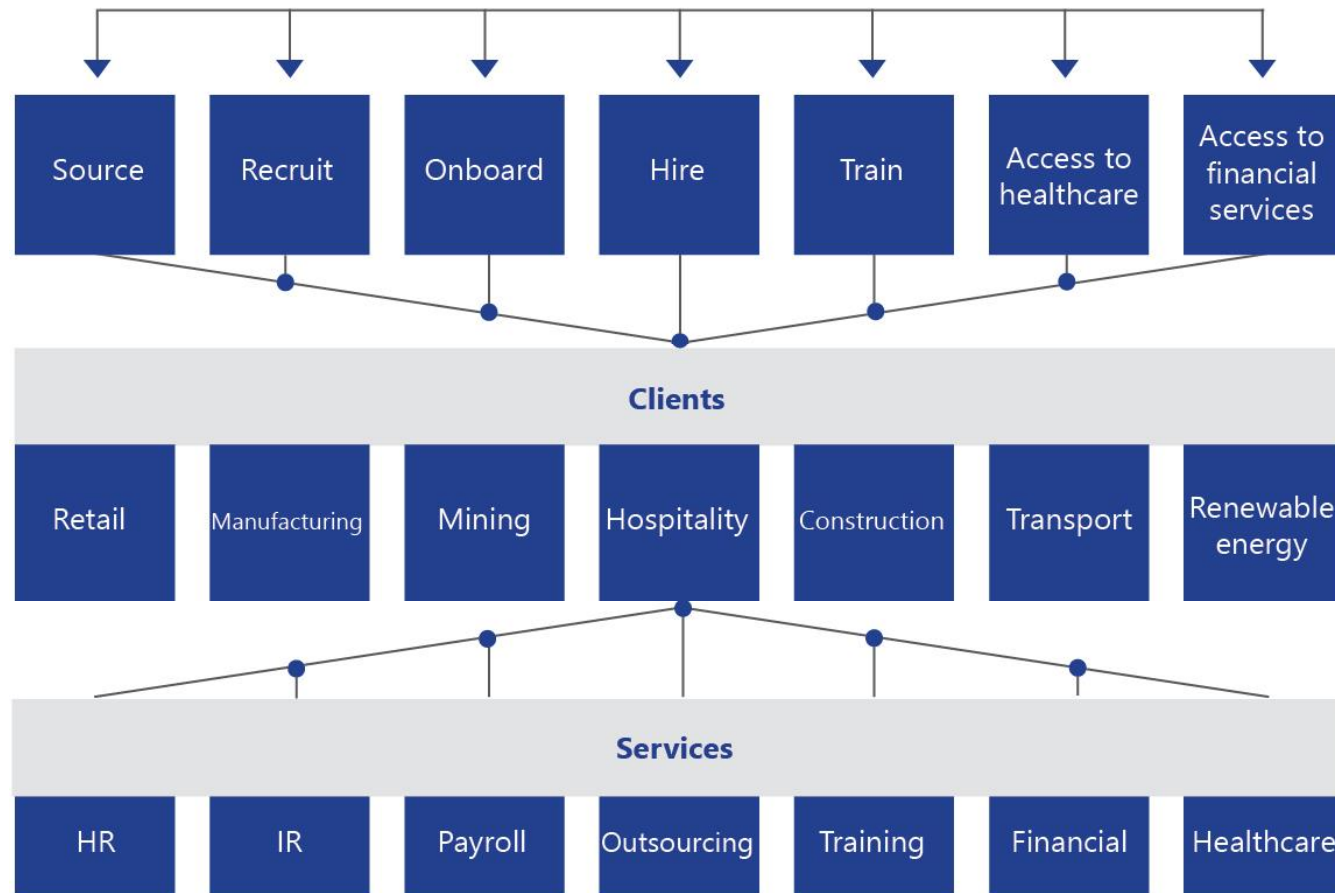 Source
Recruit
Onboard
Hire
Train
Access to
healthcare
Access to
financial
services
Clients
Retail
Manufacturing
Mining
Hospitality
Construction
Transport
Renewable
energy
Services
HR
IR
Payroll
Outsourcing
Training
Financial
Healthcare